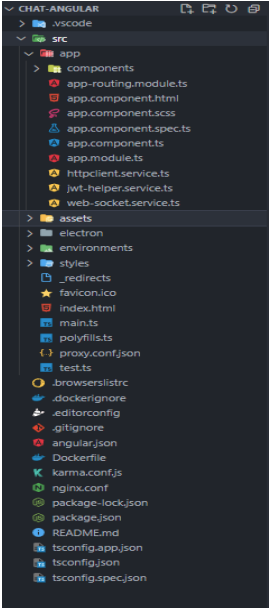 CHAT-ANGULAR
.vscode
src
app
components
app-routing.module.ts
app.component.html
app.component.scss
app.component.spec.ts
app.component.ts
app.module.ts
httpclient.service.ts
jwt-helper.service.ts
web-socket.service.ts
assets
electron
environments
styles
_redirects
favicon.ico
index.html
main.ts
polyfills.ts
proxy.conf.json
test.ts
.browserslistrc
.dockerignore
.editorconfig
.gitignore
angular.json
Dockerfile
karma.conf.js
nginx.conf
package-lock.json
package.json
README.md
tsconfig.app.json
tsconfig.json
tsconfig.spec.json